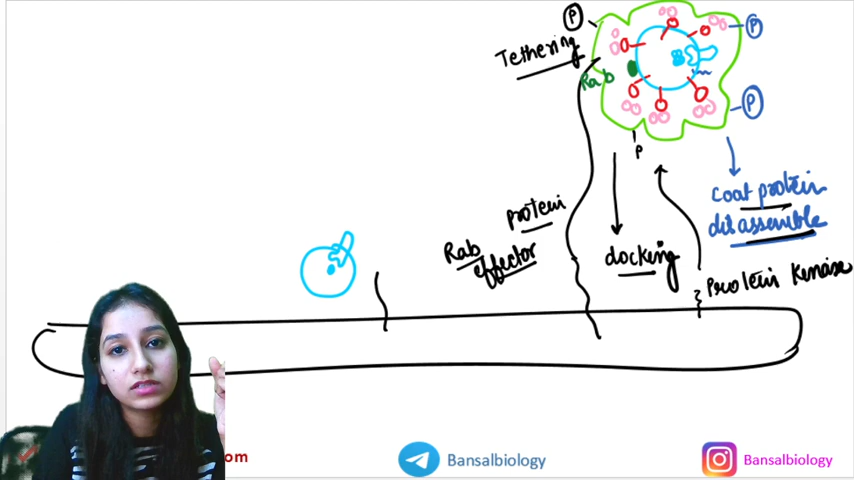 P
Tethering
P
Rab
P
P
coat protein
disassemble
protein
Rab
effector
docking
Protein Kinase
om
Bansalbiology
Bansalbiology